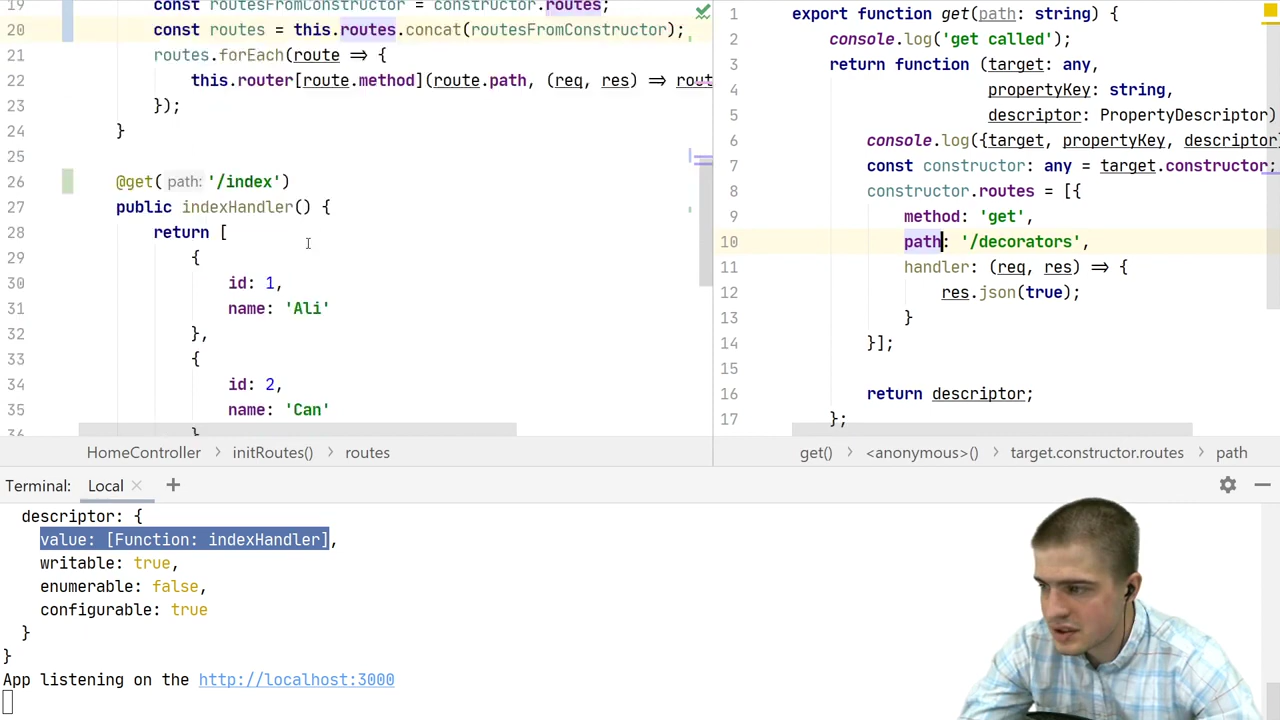 19 const routesFromConstructor = constructor.routes;
20 const routes = this.routes.concat(routesFromConstructor);
21 routes.forEach(route => {
22 this.router[route.method](route.path, (req, res) => rout
23 });
24 }
25
26 @get( path: '/index')
27 public indexHandler() {
28 return [
29 {
30 id: 1,
31 name: 'Ali'
32 },
33 {
34 id: 2,
35 name: 'Can'
36 }
HomeController > initRoutes() > routes
1 export function get(path: string) {
2 console.log('get called');
3 return function (target: any,
4 propertyKey: string,
5 descriptor: PropertyDescriptor)
6 console.log({target, propertyKey, descriptor
7 const constructor: any = target.constructor;
8 constructor.routes = [{
9 method: 'get',
10 path: '/decorators',
11 handler: (req, res) => {
12 res.json(true);
13 }
14 }];
15
16 return descriptor;
17 };
get() > <anonymous>() > target.constructor.routes > path
Terminal: Local × +
descriptor: {
value: [Function: indexHandler],
writable: true,
enumerable: false,
configurable: true
}
}
App listening on the http://localhost:3000